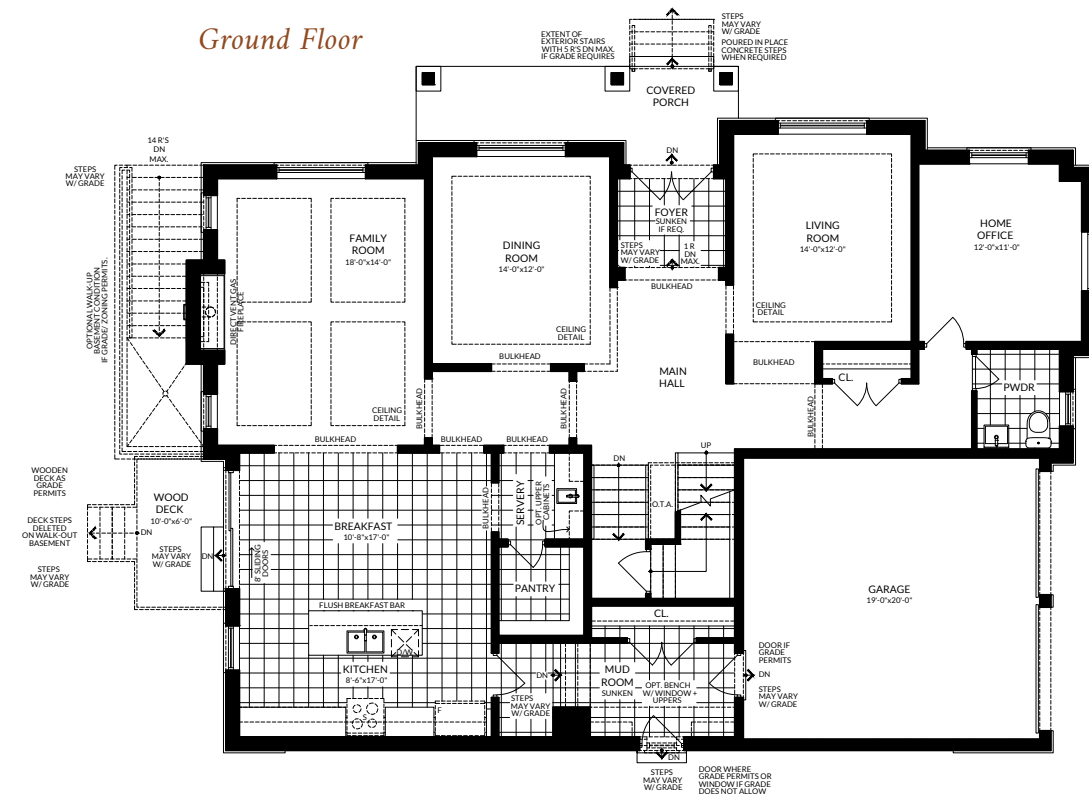 Ground Floor
EXTENT OF
EXTERIOR STAIRS
WITH 5 R'S DN MAX.
IF GRADE REQUIRES
STEPS
MAY VARY
W/ GRADE
POURED IN PLACE
CONCRETE STEPS
WHEN REQUIRED
COVERED
PORCH
14 R'S
DN
MAX.
STEPS
MAY VARY
W/ GRADE
OPTIONAL WALK-UP
BASEMENT CONDITION
IF GRADE/ ZONING PERMITS.
DIRECT VENT GAS
FIREPLACE
FAMILY
ROOM
18'-0"x14'-0"
CEILING
DETAIL
DINING
ROOM
14'-0"x12'-0"
CEILING
DETAIL
BULKHEAD
DN
FOYER
SUNKEN
IF REQ.
STEPS
MAY VARY
W/ GRADE
1 R
DN
MAX.
BULKHEAD
LIVING
ROOM
14'-0"x12'-0"
CEILING
DETAIL
BULKHEAD
HOME
OFFICE
12'-0"x11'-0"
MAIN
HALL
CL.
PWDR
BULKHEAD
BULKHEAD
BULKHEAD
BULKHEAD
BULKHEAD
BULKHEAD
WOODEN
DECK AS
GRADE
PERMITS
DECK STEPS
DELETED
ON WALK-OUT
BASEMENT
STEPS
MAY VARY
W/ GRADE
WOOD
DECK
10'-0"x6'-0"
DN
STEPS
MAY VARY
W/ GRADE
DN
8' SLIDING
DOORS
BREAKFAST
10'-8"x17'-0"
BULKHEAD
SERVERY
OPT. UPPER
CABINETS
DN
O.T.A.
UP
PANTRY
FLUSH BREAKFAST BAR
D/W
KITCHEN
8'-6"x17'-0"
S
F
CL.
DN
STEPS
MAY VARY
W/ GRADE
MUD
ROOM
SUNKEN
OPT. BENCH
W/ WINDOW +
UPPERS
DOOR IF
GRADE
PERMITS
DN
STEPS
MAY VARY
W/ GRADE
GARAGE
19'-0"x20'-0"
DN
STEPS
MAY VARY
W/ GRADE
DOOR WHERE
GRADE PERMITS OR
WINDOW IF GRADE
DOES NOT ALLOW